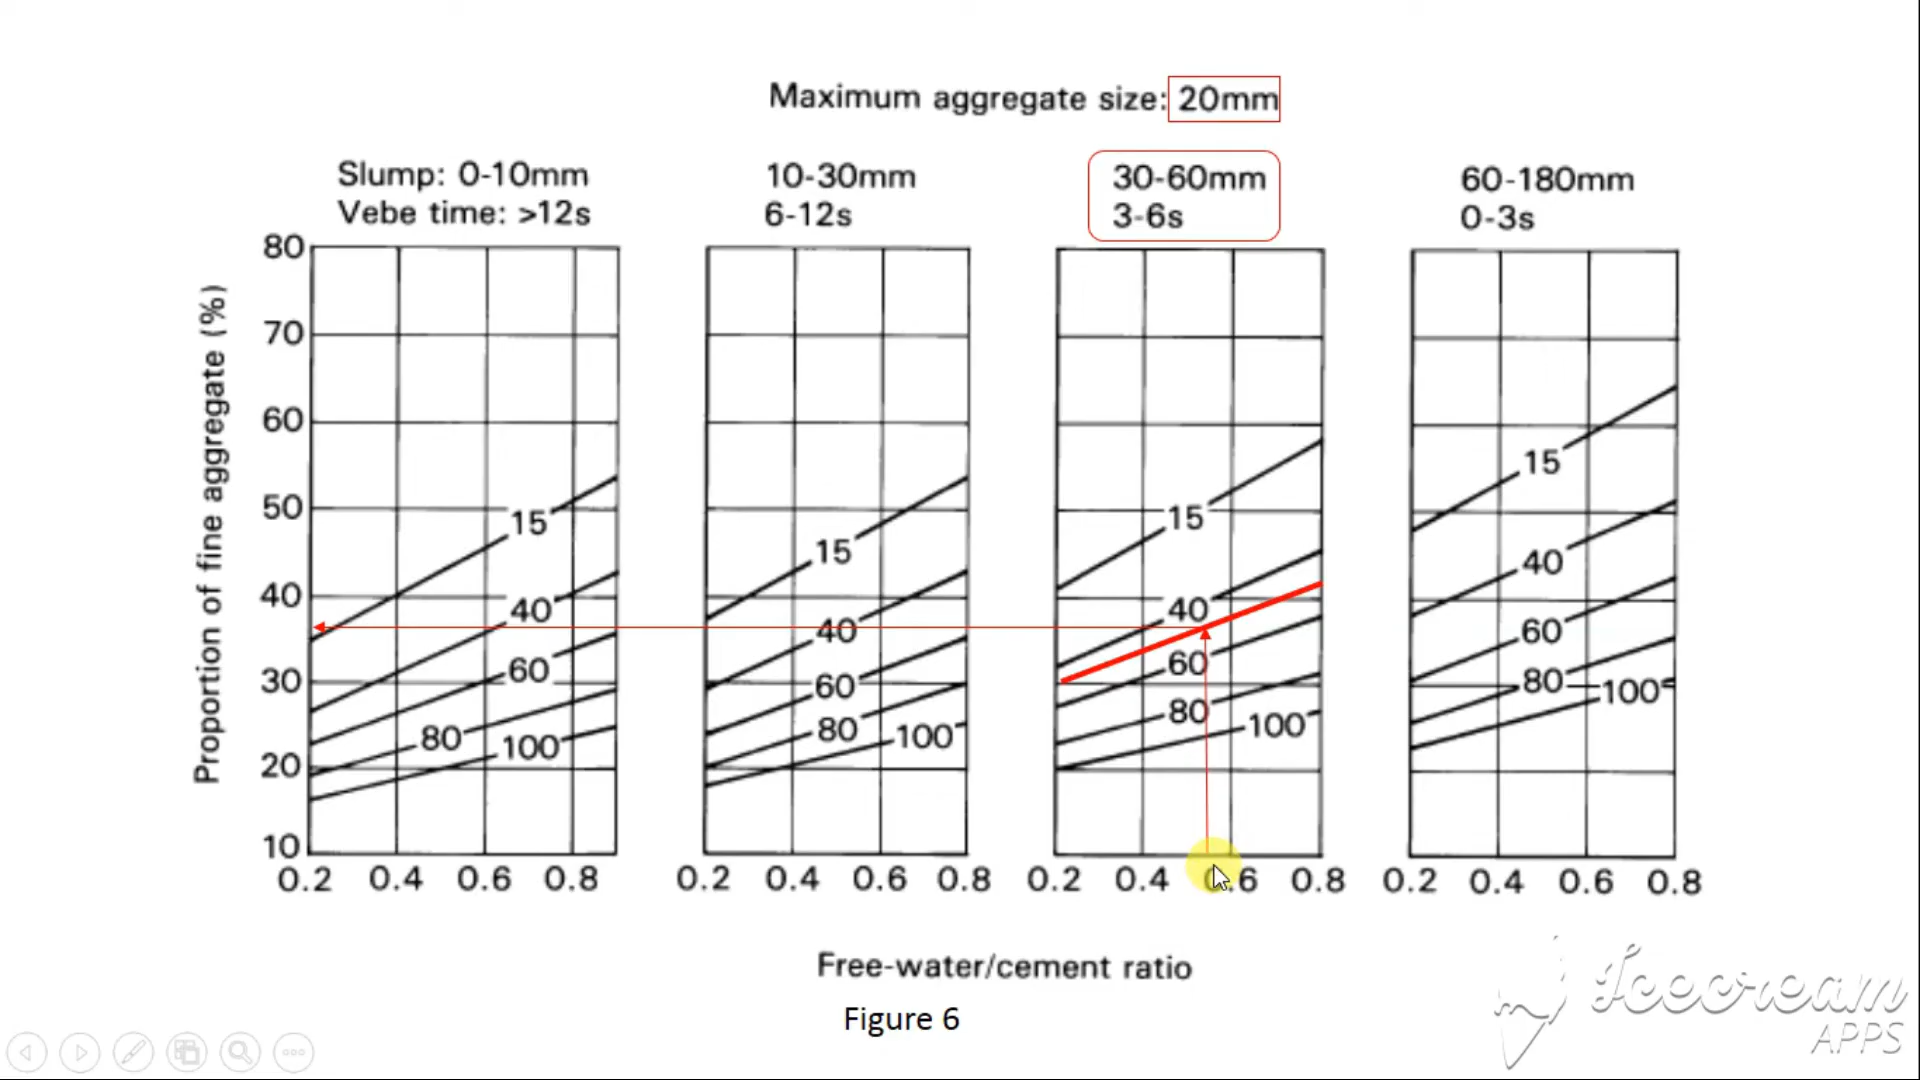 Maximum aggregate size: 20mm
Slump: 0-10mm
Vebe time: >12s
10-30mm
6-12s
30-60mm
3-6s
60-180mm
0-3s
Proportion of fine aggregate (%)
80
70
60
50
40
30
20
10
15
40
60
80
100
0.2 0.4 0.6 0.8
15
40
60
80
100
0.2 0.4 0.6 0.8
15
40
60
80
100
0.2 0.4 0.6 0.8
15
40
60
80
100
0.2 0.4 0.6 0.8
Free-water/cement ratio
Figure 6
Icecream
APPS